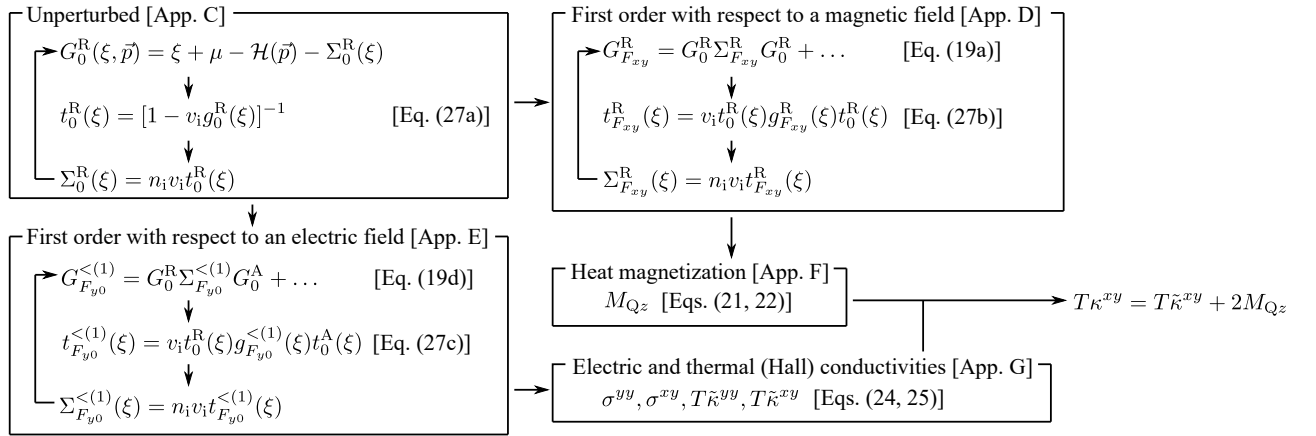 Unperturbed [App. C]
G_0^R(ξ, p⃗) = ξ + μ − ℋ(p⃗) − Σ_0^R(ξ)
t_0^R(ξ) = [1 − v_i g_0^R(ξ)]^{−1} [Eq. (27a)]
Σ_0^R(ξ) = n_i v_i t_0^R(ξ)
First order with respect to a magnetic field [App. D]
G_{F_{xy}}^R = G_0^R Σ_{F_{xy}}^R G_0^R + … [Eq. (19a)]
t_{F_{xy}}^R(ξ) = v_i t_0^R(ξ) g_{F_{xy}}^R(ξ) t_0^R(ξ) [Eq. (27b)]
Σ_{F_{xy}}^R(ξ) = n_i v_i t_{F_{xy}}^R(ξ)
First order with respect to an electric field [App. E]
G_{F_{y0}}^{<(1)} = G_0^R Σ_{F_{y0}}^{<(1)} G_0^A + … [Eq. (19d)]
t_{F_{y0}}^{<(1)}(ξ) = v_i t_0^R(ξ) g_{F_{y0}}^{<(1)}(ξ) t_0^A(ξ) [Eq. (27c)]
Σ_{F_{y0}}^{<(1)}(ξ) = n_i v_i t_{F_{y0}}^{<(1)}(ξ)
Heat magnetization [App. F]
M_{Qz} [Eqs. (21, 22)]
Tκ^{xy} = Tκ̃^{xy} + 2M_{Qz}
Electric and thermal (Hall) conductivities [App. G]
σ^{yy}, σ^{xy}, Tκ̃^{yy}, Tκ̃^{xy} [Eqs. (24, 25)]